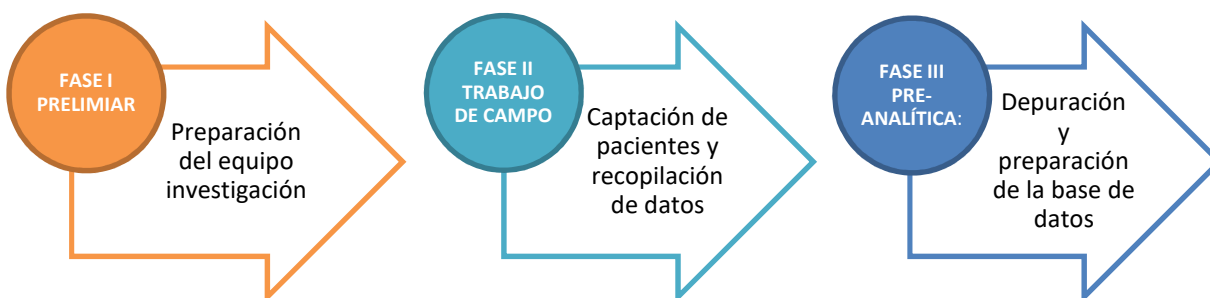 FASE I
PRELIMIAR
Preparación
del equipo
investigación
FASE II
TRABAJO
DE CAMPO
Captación de
pacientes y
recopilación
de datos
FASE III
PRE-
ANALÍTICA:
Depuración
y
preparación
de la base de
datos